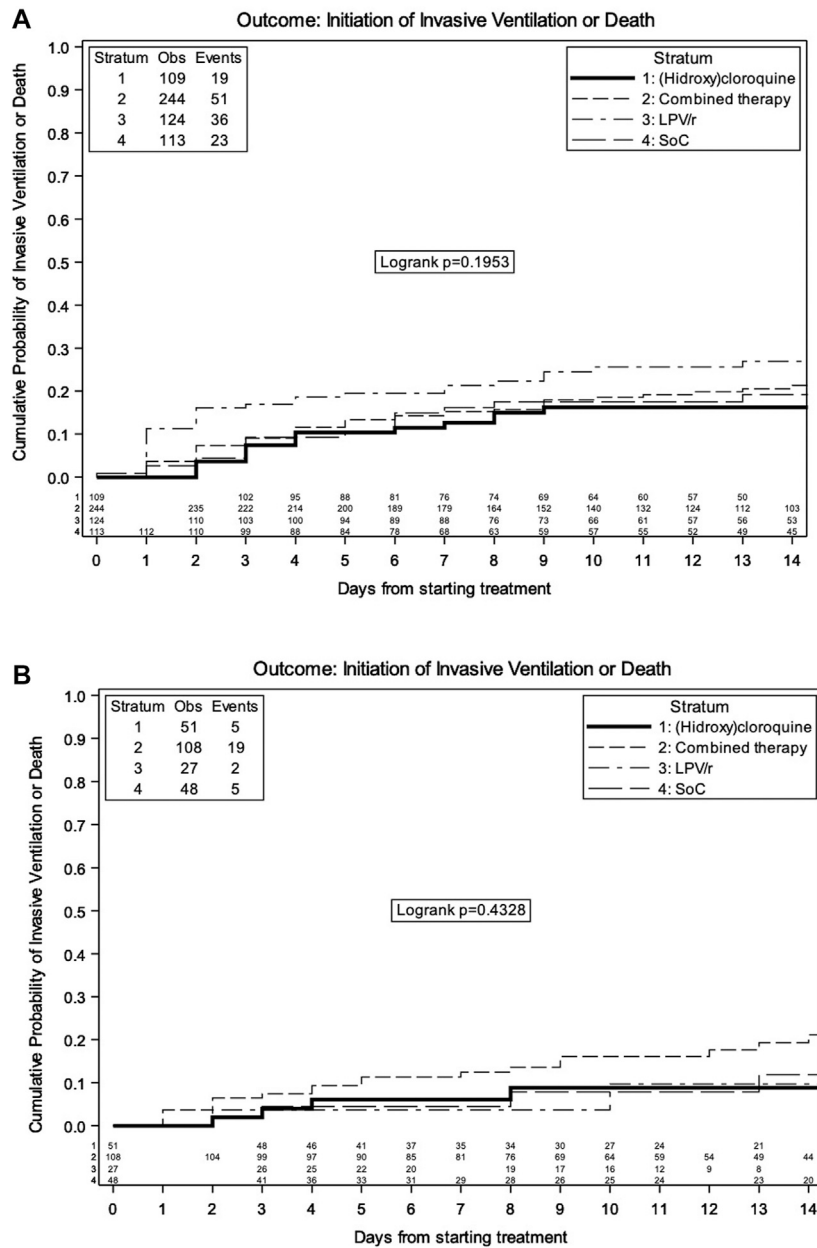 A
Outcome: Initiation of Invasive Ventilation or Death
Stratum Obs Events
1 109 19
2 244 51
3 124 36
4 113 23
Stratum
1: (Hidroxy)cloroquine
2: Combined therapy
3: LPV/r
4: SoC
Cumulative Probability of Invasive Ventilation or Death
1.0
0.9
0.8
0.7
0.6
0.5
0.4
0.3
0.2
0.1
0.0
Logrank p=0.1953
1 109 102 95 88 81 76 74 69 64 60 57 50
2 244 235 222 214 200 189 179 164 152 140 132 124 112 103
3 124 110 103 100 94 89 88 76 73 66 61 57 56 53
4 113 112 110 99 88 84 78 68 63 59 57 55 52 49 45
0 1 2 3 4 5 6 7 8 9 10 11 12 13 14
Days from starting treatment
B
Outcome: Initiation of Invasive Ventilation or Death
Stratum Obs Events
1 51 5
2 108 19
3 27 2
4 48 5
Stratum
1: (Hidroxy)cloroquine
2: Combined therapy
3: LPV/r
4: SoC
Cumulative Probability of Invasive Ventilation or Death
1.0
0.9
0.8
0.7
0.6
0.5
0.4
0.3
0.2
0.1
0.0
Logrank p=0.4328
1 51 48 46 41 37 35 34 30 27 24 21
2 108 104 99 97 90 85 81 76 69 64 59 54 49 44
3 27 26 25 22 20 19 17 16 12 9 8
4 48 41 36 33 31 29 28 26 25 24 23 20
0 1 2 3 4 5 6 7 8 9 10 11 12 13 14
Days from starting treatment